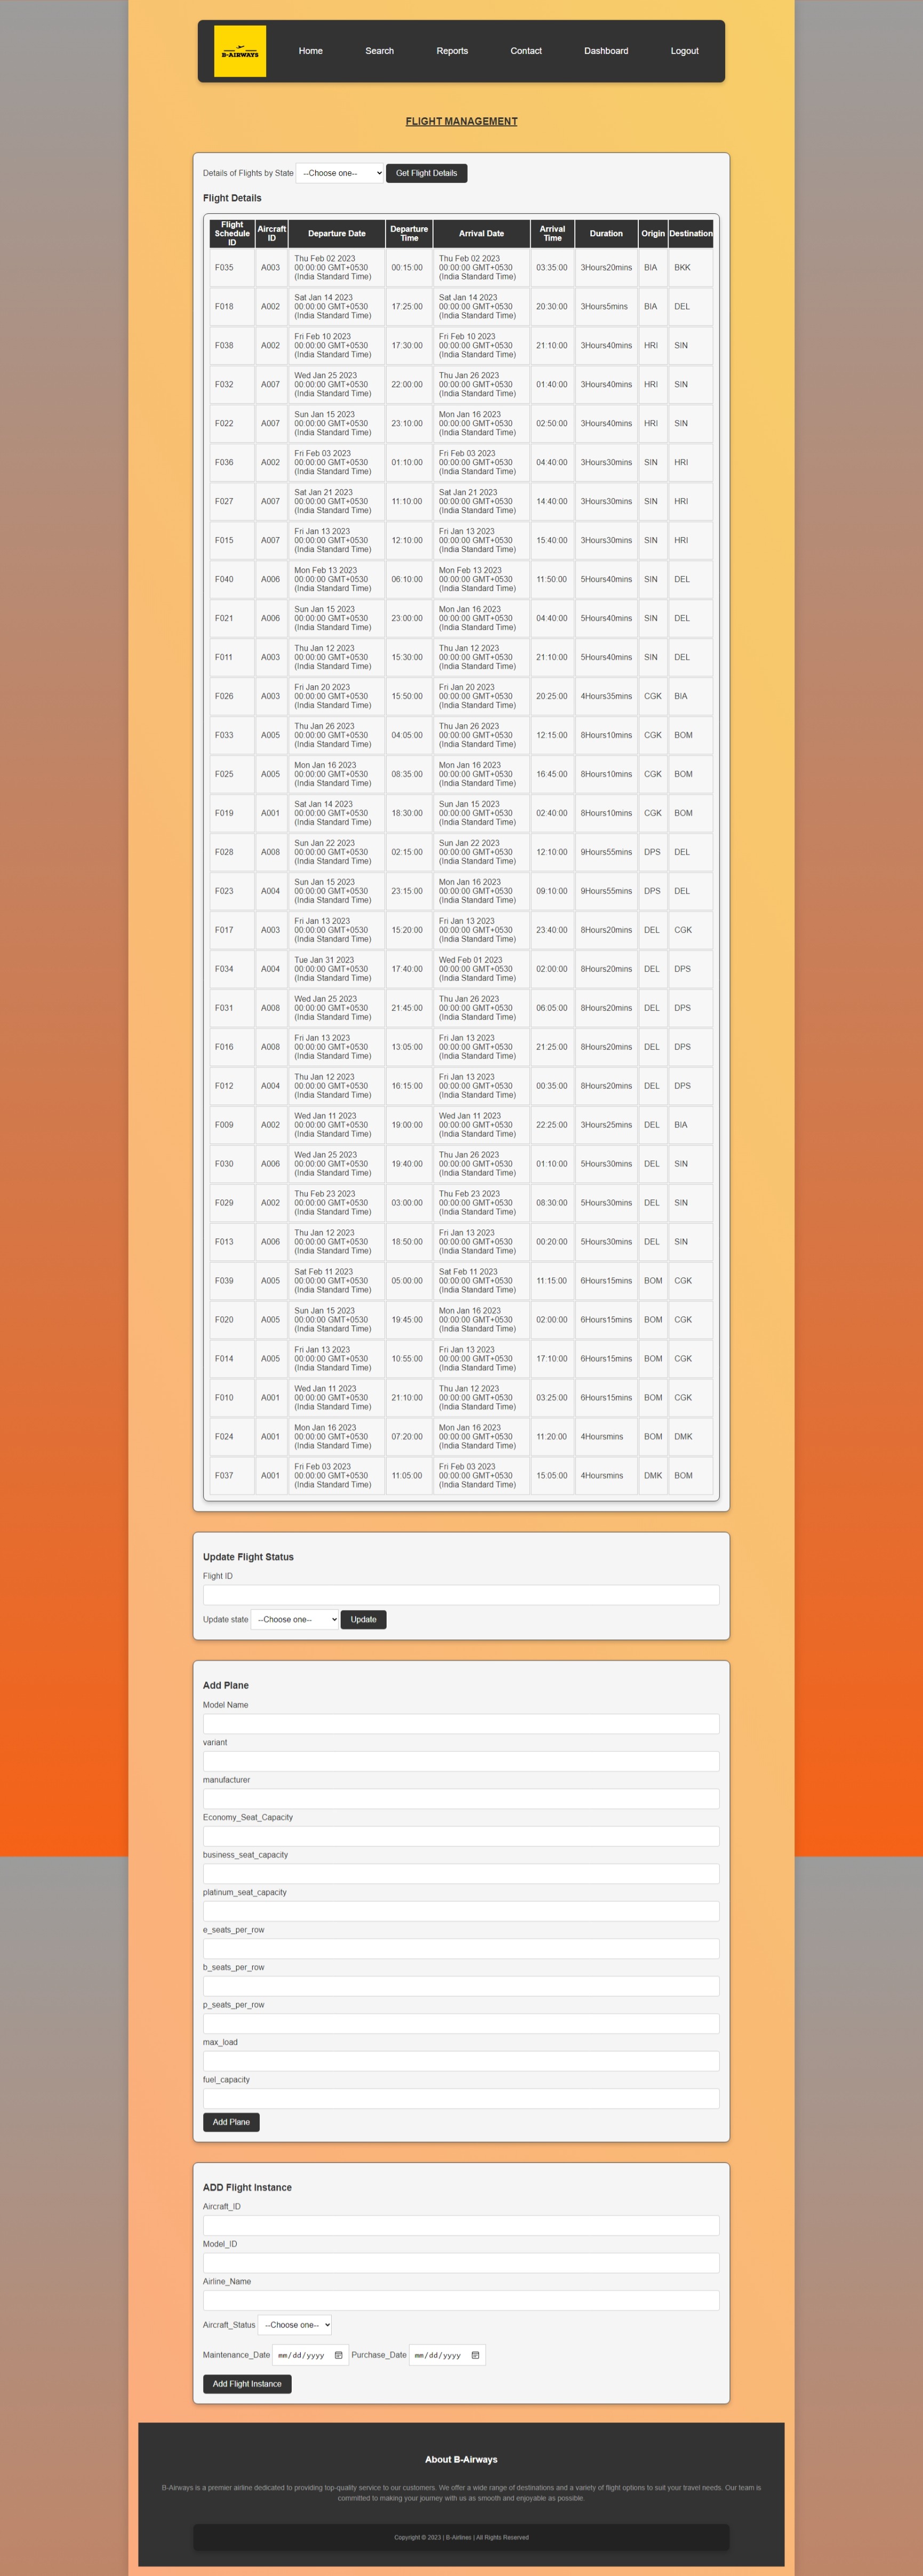 B-AIRWAYS
Home Search Reports Contact Dashboard Logout
FLIGHT MANAGEMENT
Details of Flights by State --Choose one-- Get Flight Details
Flight Details
Flight Schedule ID Aircraft ID Departure Date Departure Time Arrival Date Arrival Time Duration Origin Destination
F035 A003 Thu Feb 02 2023 00:00:00 GMT+0530 (India Standard Time) 00:15:00 Thu Feb 02 2023 00:00:00 GMT+0530 (India Standard Time) 03:35:00 3Hours20mins BIA BKK
F018 A002 Sat Jan 14 2023 00:00:00 GMT+0530 (India Standard Time) 17:25:00 Sat Jan 14 2023 00:00:00 GMT+0530 (India Standard Time) 20:30:00 3Hours5mins BIA DEL
F038 A002 Fri Feb 10 2023 00:00:00 GMT+0530 (India Standard Time) 17:30:00 Fri Feb 10 2023 00:00:00 GMT+0530 (India Standard Time) 21:10:00 3Hours40mins HRI SIN
F032 A007 Wed Jan 25 2023 00:00:00 GMT+0530 (India Standard Time) 22:00:00 Thu Jan 26 2023 00:00:00 GMT+0530 (India Standard Time) 01:40:00 3Hours40mins HRI SIN
F022 A007 Sun Jan 15 2023 00:00:00 GMT+0530 (India Standard Time) 23:10:00 Mon Jan 16 2023 00:00:00 GMT+0530 (India Standard Time) 02:50:00 3Hours40mins HRI SIN
F036 A002 Fri Feb 03 2023 00:00:00 GMT+0530 (India Standard Time) 01:10:00 Fri Feb 03 2023 00:00:00 GMT+0530 (India Standard Time) 04:40:00 3Hours30mins SIN HRI
F027 A007 Sat Jan 21 2023 00:00:00 GMT+0530 (India Standard Time) 11:10:00 Sat Jan 21 2023 00:00:00 GMT+0530 (India Standard Time) 14:40:00 3Hours30mins SIN HRI
F015 A007 Fri Jan 13 2023 00:00:00 GMT+0530 (India Standard Time) 12:10:00 Fri Jan 13 2023 00:00:00 GMT+0530 (India Standard Time) 15:40:00 3Hours30mins SIN HRI
F040 A006 Mon Feb 13 2023 00:00:00 GMT+0530 (India Standard Time) 06:10:00 Mon Feb 13 2023 00:00:00 GMT+0530 (India Standard Time) 11:50:00 5Hours40mins SIN DEL
F021 A006 Sun Jan 15 2023 00:00:00 GMT+0530 (India Standard Time) 23:00:00 Mon Jan 16 2023 00:00:00 GMT+0530 (India Standard Time) 04:40:00 5Hours40mins SIN DEL
F011 A003 Thu Jan 12 2023 00:00:00 GMT+0530 (India Standard Time) 15:30:00 Thu Jan 12 2023 00:00:00 GMT+0530 (India Standard Time) 21:10:00 5Hours40mins SIN DEL
F026 A003 Fri Jan 20 2023 00:00:00 GMT+0530 (India Standard Time) 15:50:00 Fri Jan 20 2023 00:00:00 GMT+0530 (India Standard Time) 20:25:00 4Hours35mins CGK BIA
F033 A005 Thu Jan 26 2023 00:00:00 GMT+0530 (India Standard Time) 04:05:00 Thu Jan 26 2023 00:00:00 GMT+0530 (India Standard Time) 12:15:00 8Hours10mins CGK BOM
F025 A005 Mon Jan 16 2023 00:00:00 GMT+0530 (India Standard Time) 08:35:00 Mon Jan 16 2023 00:00:00 GMT+0530 (India Standard Time) 16:45:00 8Hours10mins CGK BOM
F019 A001 Sat Jan 14 2023 00:00:00 GMT+0530 (India Standard Time) 18:30:00 Sun Jan 15 2023 00:00:00 GMT+0530 (India Standard Time) 02:40:00 8Hours10mins CGK BOM
F028 A008 Sun Jan 22 2023 00:00:00 GMT+0530 (India Standard Time) 02:15:00 Sun Jan 22 2023 00:00:00 GMT+0530 (India Standard Time) 12:10:00 9Hours55mins DPS DEL
F023 A004 Sun Jan 15 2023 00:00:00 GMT+0530 (India Standard Time) 23:15:00 Mon Jan 16 2023 00:00:00 GMT+0530 (India Standard Time) 09:10:00 9Hours55mins DPS DEL
F017 A003 Fri Jan 13 2023 00:00:00 GMT+0530 (India Standard Time) 15:20:00 Fri Jan 13 2023 00:00:00 GMT+0530 (India Standard Time) 23:40:00 8Hours20mins DEL CGK
F034 A004 Tue Jan 31 2023 00:00:00 GMT+0530 (India Standard Time) 17:40:00 Wed Feb 01 2023 00:00:00 GMT+0530 (India Standard Time) 02:00:00 8Hours20mins DEL DPS
F031 A008 Wed Jan 25 2023 00:00:00 GMT+0530 (India Standard Time) 21:45:00 Thu Jan 26 2023 00:00:00 GMT+0530 (India Standard Time) 06:05:00 8Hours20mins DEL DPS
F016 A008 Fri Jan 13 2023 00:00:00 GMT+0530 (India Standard Time) 13:05:00 Fri Jan 13 2023 00:00:00 GMT+0530 (India Standard Time) 21:25:00 8Hours20mins DEL DPS
F012 A004 Thu Jan 12 2023 00:00:00 GMT+0530 (India Standard Time) 16:15:00 Fri Jan 13 2023 00:00:00 GMT+0530 (India Standard Time) 00:35:00 8Hours20mins DEL DPS
F009 A002 Wed Jan 11 2023 00:00:00 GMT+0530 (India Standard Time) 19:00:00 Wed Jan 11 2023 00:00:00 GMT+0530 (India Standard Time) 22:25:00 3Hours25mins DEL BIA
F030 A006 Wed Jan 25 2023 00:00:00 GMT+0530 (India Standard Time) 19:40:00 Thu Jan 26 2023 00:00:00 GMT+0530 (India Standard Time) 01:10:00 5Hours30mins DEL SIN
F029 A002 Thu Feb 23 2023 00:00:00 GMT+0530 (India Standard Time) 03:00:00 Thu Feb 23 2023 00:00:00 GMT+0530 (India Standard Time) 08:30:00 5Hours30mins DEL SIN
F013 A006 Thu Jan 12 2023 00:00:00 GMT+0530 (India Standard Time) 18:50:00 Fri Jan 13 2023 00:00:00 GMT+0530 (India Standard Time) 00:20:00 5Hours30mins DEL SIN
F039 A005 Sat Feb 11 2023 00:00:00 GMT+0530 (India Standard Time) 05:00:00 Sat Feb 11 2023 00:00:00 GMT+0530 (India Standard Time) 11:15:00 6Hours15mins BOM CGK
F020 A005 Sun Jan 15 2023 00:00:00 GMT+0530 (India Standard Time) 19:45:00 Mon Jan 16 2023 00:00:00 GMT+0530 (India Standard Time) 02:00:00 6Hours15mins BOM CGK
F014 A005 Fri Jan 13 2023 00:00:00 GMT+0530 (India Standard Time) 10:55:00 Fri Jan 13 2023 00:00:00 GMT+0530 (India Standard Time) 17:10:00 6Hours15mins BOM CGK
F010 A001 Wed Jan 11 2023 00:00:00 GMT+0530 (India Standard Time) 21:10:00 Thu Jan 12 2023 00:00:00 GMT+0530 (India Standard Time) 03:25:00 6Hours15mins BOM CGK
F024 A001 Mon Jan 16 2023 00:00:00 GMT+0530 (India Standard Time) 07:20:00 Mon Jan 16 2023 00:00:00 GMT+0530 (India Standard Time) 11:20:00 4Hoursmins BOM DMK
F037 A001 Fri Feb 03 2023 00:00:00 GMT+0530 (India Standard Time) 11:05:00 Fri Feb 03 2023 00:00:00 GMT+0530 (India Standard Time) 15:05:00 4Hoursmins DMK BOM
Update Flight Status
Flight ID
Update state --Choose one-- Update
Add Plane
Model Name
variant
manufacturer
Economy_Seat_Capacity
business_seat_capacity
platinum_seat_capacity
e_seats_per_row
b_seats_per_row
p_seats_per_row
max_load
fuel_capacity
Add Plane
ADD Flight Instance
Aircraft_ID
Model_ID
Airline_Name
Aircraft_Status --Choose one--
Maintenance_Date mm/dd/yyyy Purchase_Date mm/dd/yyyy
Add Flight Instance
About B-Airways
B-Airways is a premier airline dedicated to providing top-quality service to our customers. We offer a wide range of destinations and a variety of flight options to suit your travel needs. Our team is
committed to making your journey with us as smooth and enjoyable as possible.
Copyright © 2023 | B-Airlines | All Rights Reserved